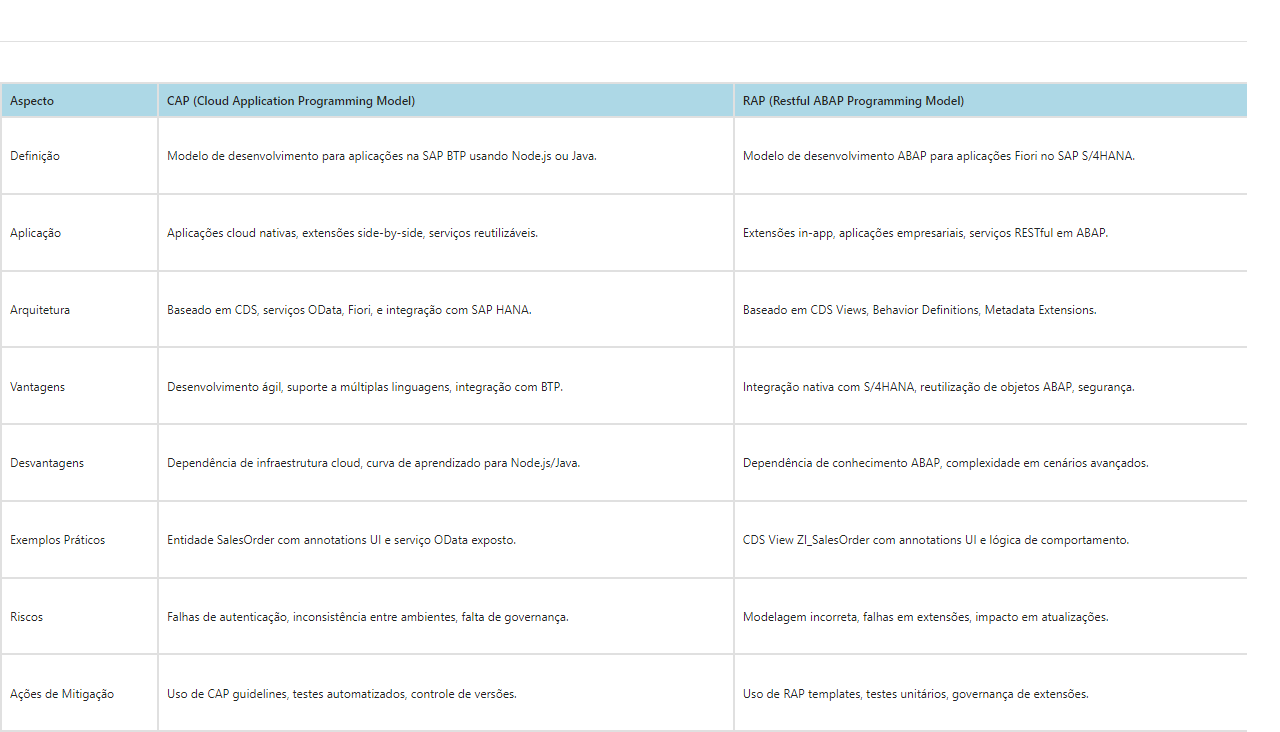 Aspecto CAP (Cloud Application Programming Model) RAP (Restful ABAP Programming Model)
Definição Modelo de desenvolvimento para aplicações na SAP BTP usando Node.js ou Java. Modelo de desenvolvimento ABAP para aplicações Fiori no SAP S/4HANA.
Aplicação Aplicações cloud nativas, extensões side-by-side, serviços reutilizáveis. Extensões in-app, aplicações empresariais, serviços RESTful em ABAP.
Arquitetura Baseado em CDS, serviços OData, Fiori, e integração com SAP HANA. Baseado em CDS Views, Behavior Definitions, Metadata Extensions.
Vantagens Desenvolvimento ágil, suporte a múltiplas linguagens, integração com BTP. Integração nativa com S/4HANA, reutilização de objetos ABAP, segurança.
Desvantagens Dependência de infraestrutura cloud, curva de aprendizado para Node.js/Java. Dependência de conhecimento ABAP, complexidade em cenários avançados.
Exemplos Práticos Entidade SalesOrder com annotations UI e serviço OData exposto. CDS View ZI_SalesOrder com annotations UI e lógica de comportamento.
Riscos Falhas de autenticação, inconsistência entre ambientes, falta de governança. Modelagem incorreta, falhas em extensões, impacto em atualizações.
Ações de Mitigação Uso de CAP guidelines, testes automatizados, controle de versões. Uso de RAP templates, testes unitários, governança de extensões.